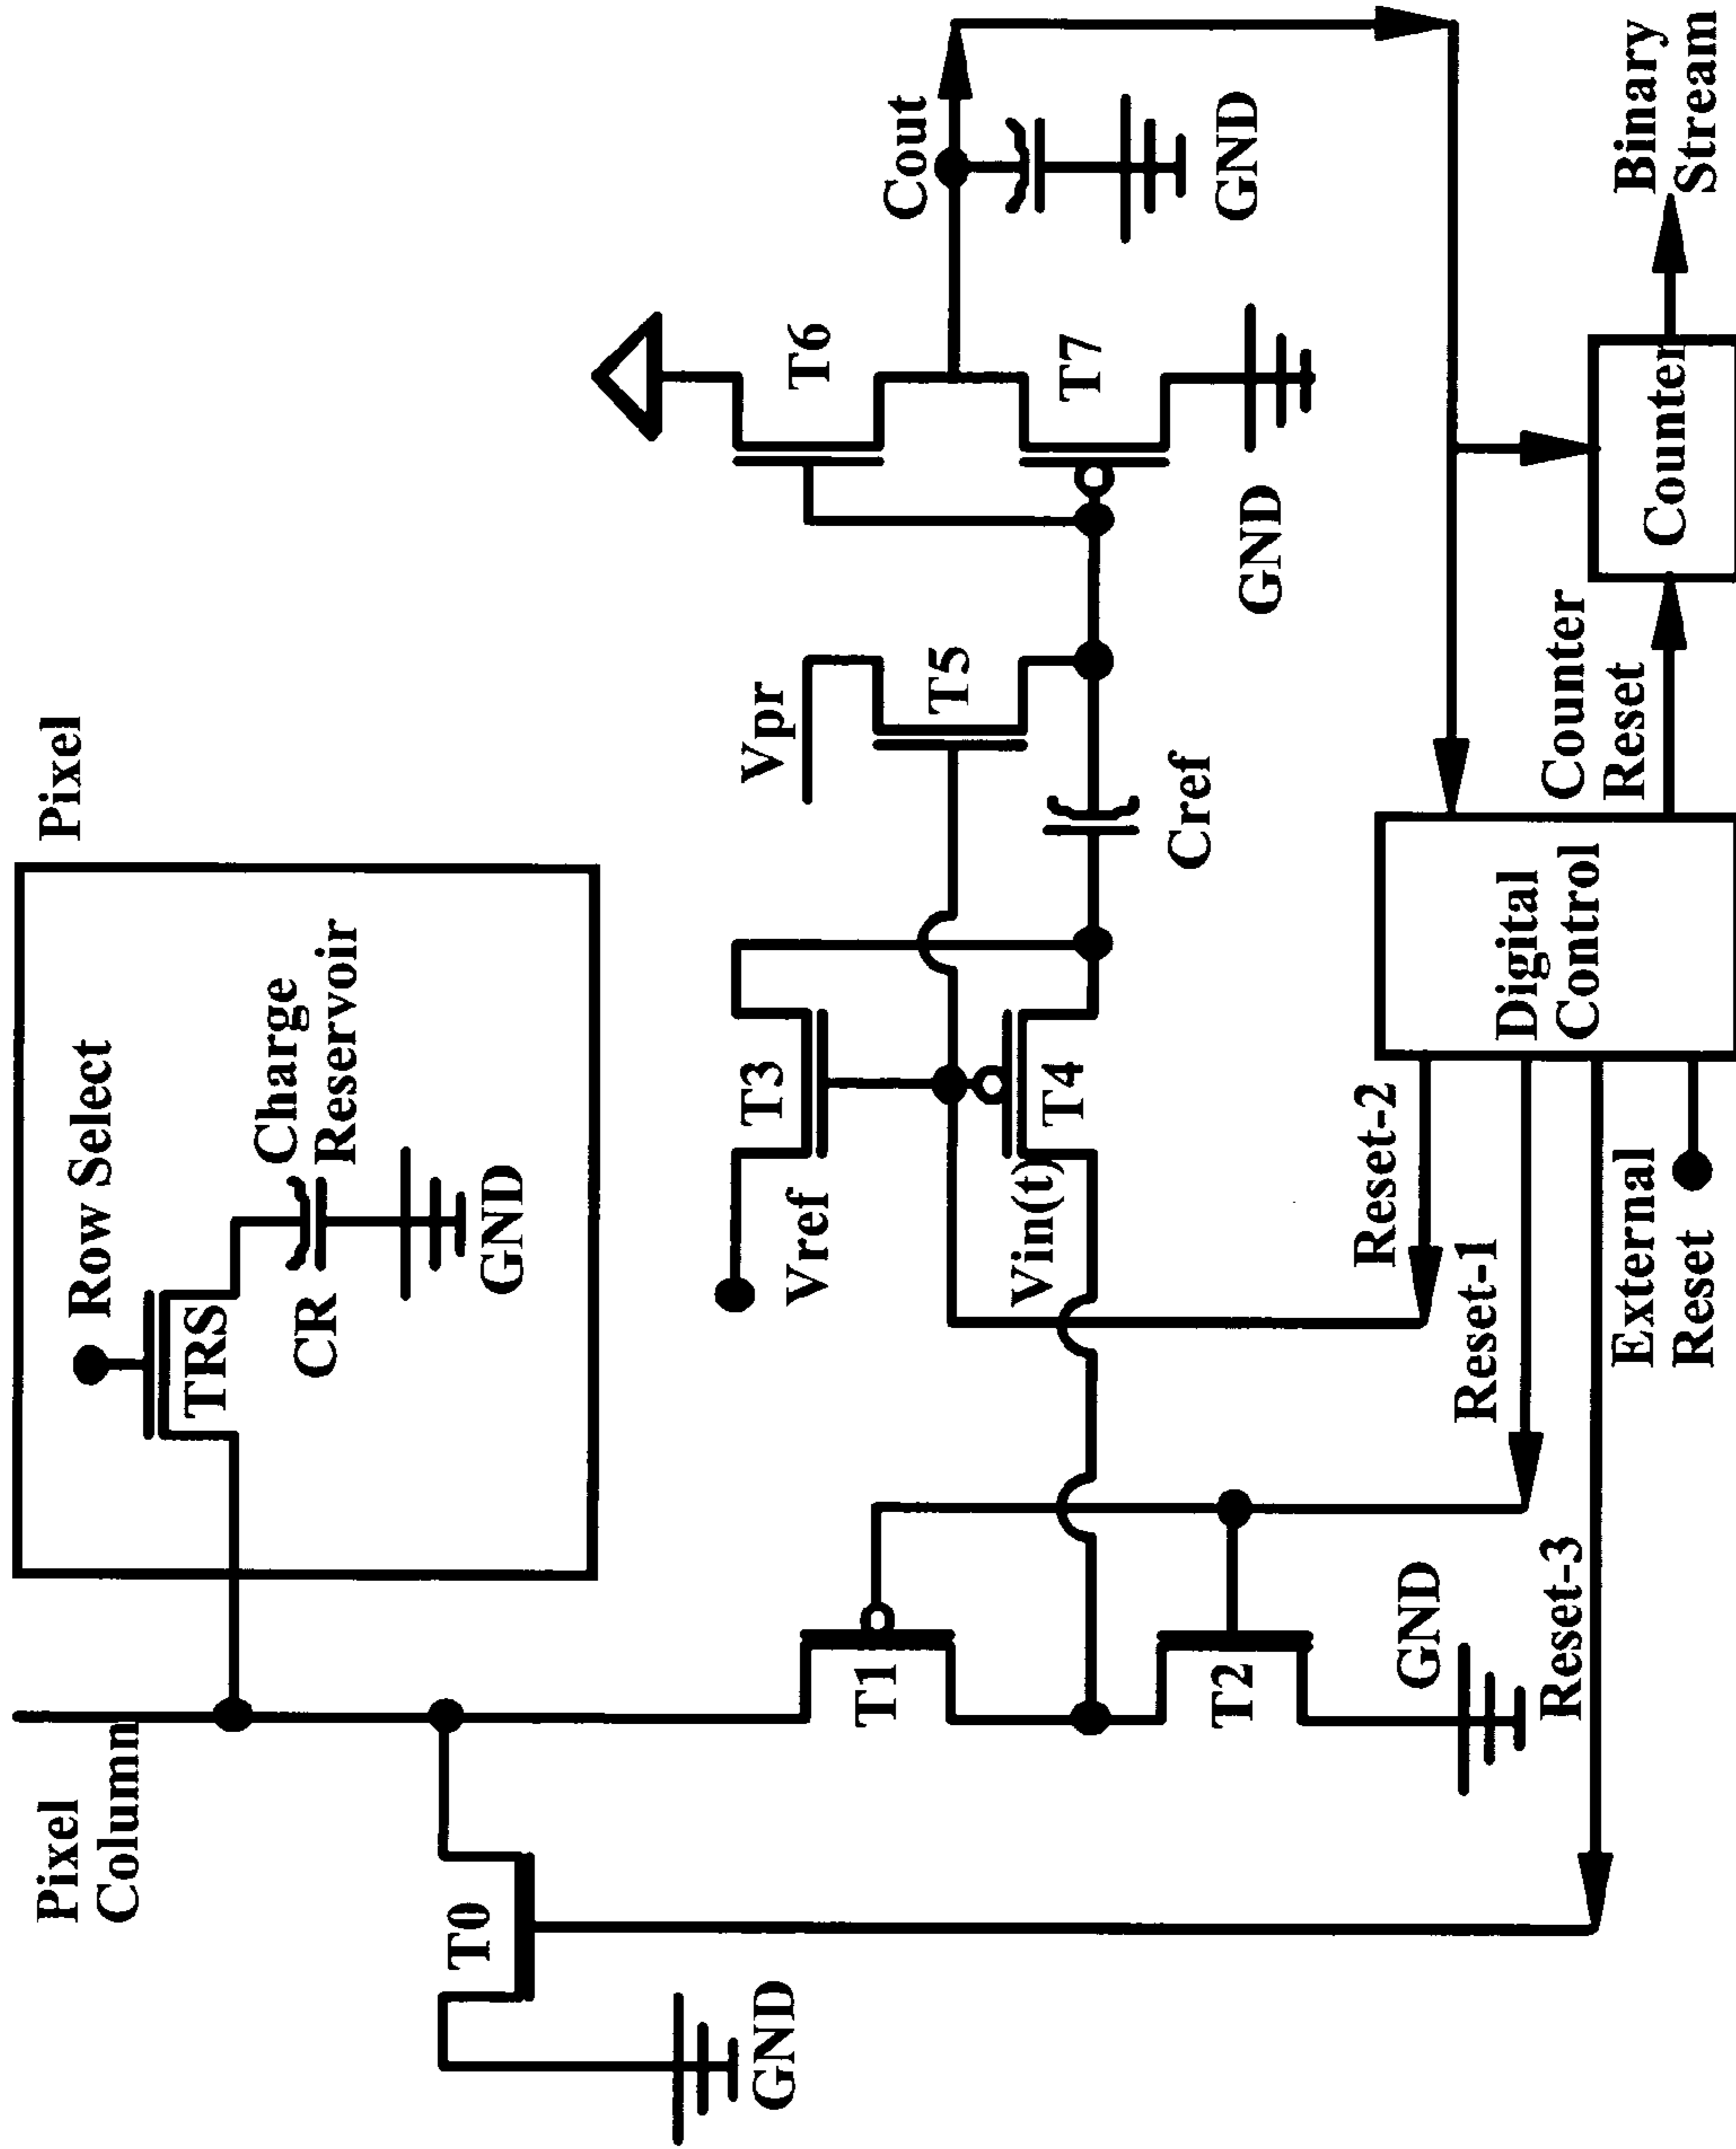 Pixel
Column
Pixel
Row Select
TRS
Charge
Reservoir
CR
GND
T0
GND
T1
T2
GND
Vref
T3
Vin(t)
T4
Vpr
T5
Cref
T6
T7
GND
Cout
GND
Reset-2
Reset-1
Reset-3
External
Reset
Digital
Control
Counter
Reset
Counter
Binary
Stream